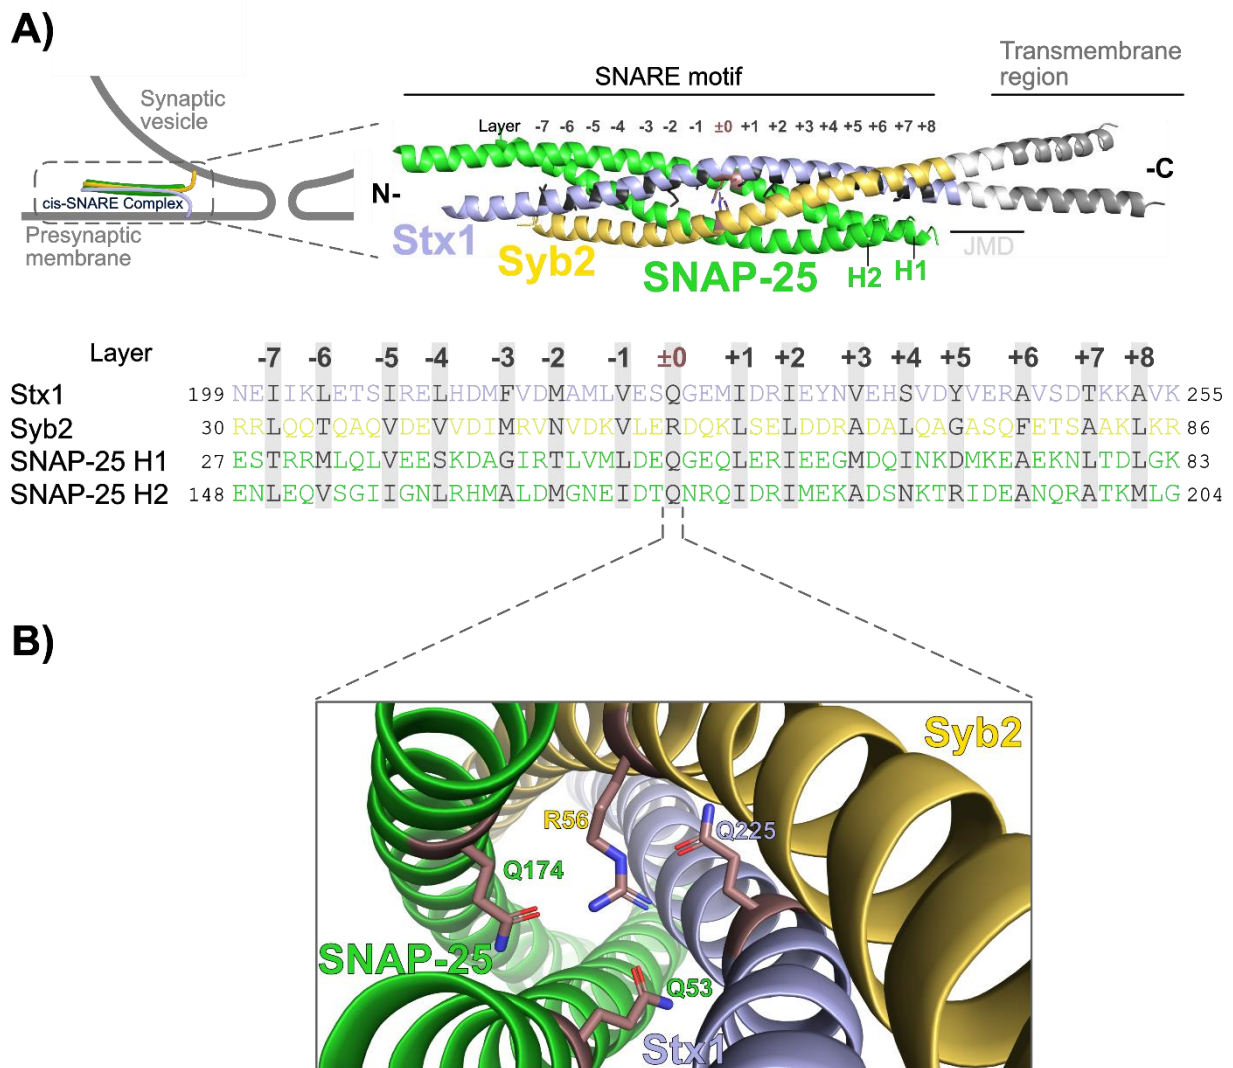 A)
Synaptic
vesicle
cis-SNARE Complex
Presynaptic
membrane
SNARE motif
Transmembrane
region
Layer -7 -6 -5 -4 -3 -2 -1 ±0 +1 +2 +3 +4 +5 +6 +7 +8
N-
-C
Stx1
Syb2
SNAP-25
H2
H1
JMD
Layer -7 -6 -5 -4 -3 -2 -1 ±0 +1 +2 +3 +4 +5 +6 +7 +8
Stx1 199 NEIIKLETSIRELHDMFVDMAMLVESQGEMIDRIEYNVEHSVDYVERAVSDTKKAVK 255
Syb2 30 RRLQQTQAQVDEVVDIMRVNVDKVLERDQKLSELDDRADALQAGASQFETSAAKLKR 86
SNAP-25 H1 27 ESTRRMLQLVEESKDAGIRTLVMLDEQGEQLERIEEGMDQINKDMKEAEKNLTDLGK 83
SNAP-25 H2 148 ENLEQVSGIIGNLRHMALDMGNEIDTQNRQIDRIMEKADSNKTRIDEANQRATKMLG 204
B)
Syb2
R56
Q225
Q174
SNAP-25
Q53
Stx1